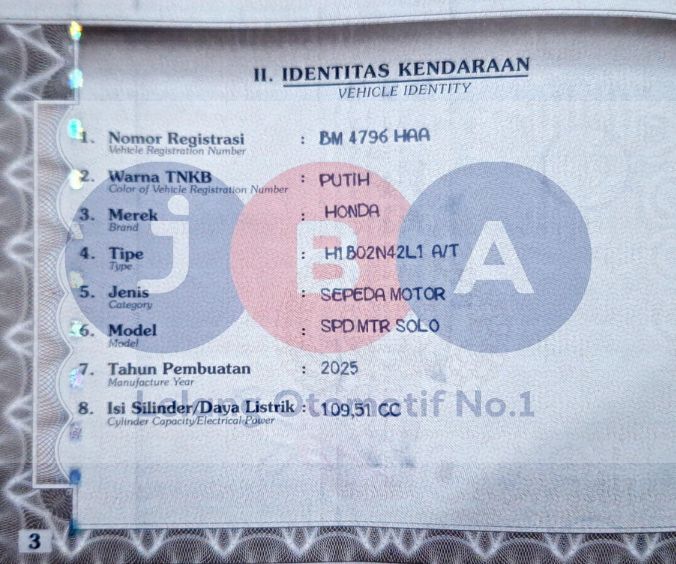 II. IDENTITAS KENDARAAN
VEHICLE IDENTITY
1. Nomor Registrasi : BM 4796 HAA
Vehicle Registration Number
2. Warna TNKB : PUTIH
Color of Vehicle Registration Number
3. Merek : HONDA
Brand
4. Tipe : H1B02N42L1 A/T
Type
5. Jenis : SEPEDA MOTOR
Category
6. Model : SPD MTR SOLO
Model
7. Tahun Pembuatan : 2025
Manufacture Year
8. Isi Silinder/Daya Listrik : 109,51 CC
Cylinder Capacity/Electrical Power
JBA
Lelang Otomotif No.1
3